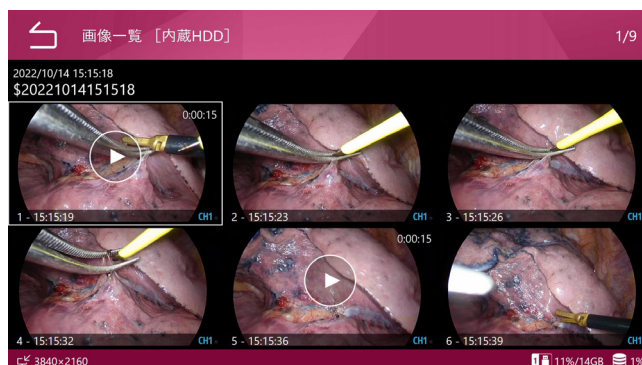 画像一覧 [内蔵HDD]
1/9
2022/10/14 15:15:18
$20221014151518
0:00:15
1 - 15:15:19 CH1
2 - 15:15:23 CH1
3 - 15:15:26 CH1
4 - 15:15:32 CH1
0:00:15
5 - 15:15:36 CH1
6 - 15:15:39 CH1
3840×2160
1 11%/14GB 1%